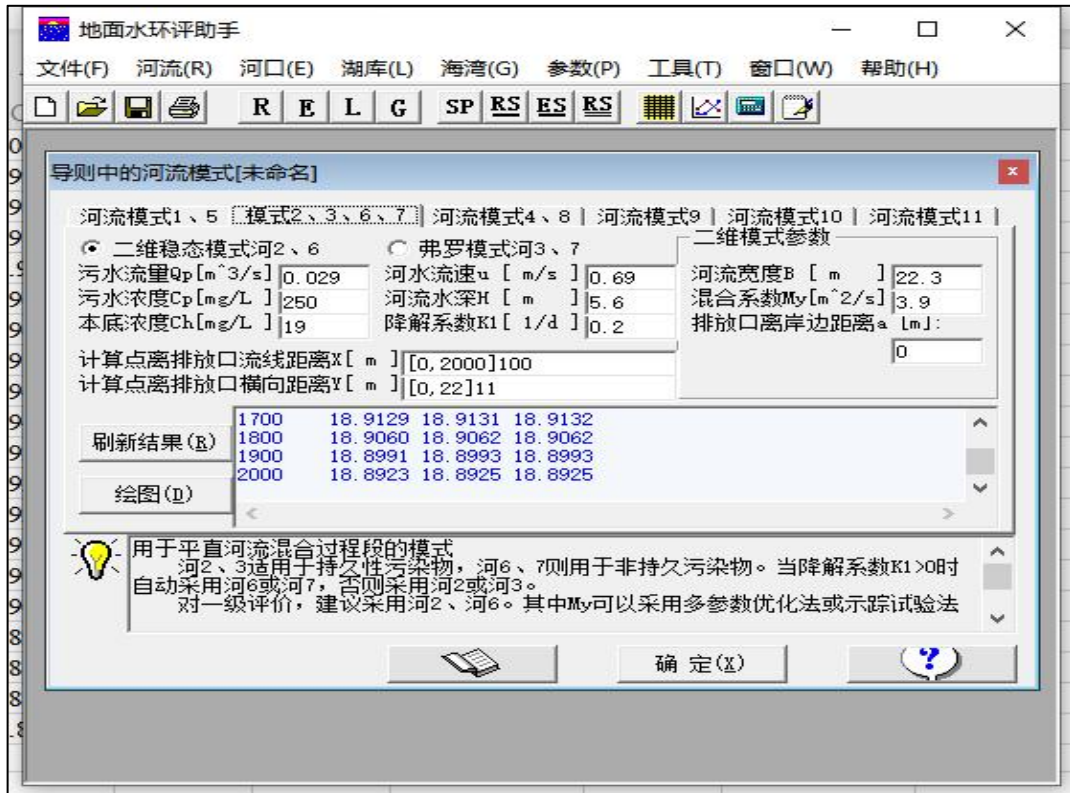 地面水环评助手
文件(F) 河流(R) 河口(E) 湖库(L) 海湾(G) 参数(P) 工具(T) 窗口(W) 帮助(H)
R E L G SP RS ES RS
导则中的河流模式[未命名]
河流模式1、5 模式2、3、6、7 河流模式4、8 河流模式9 河流模式10 河流模式11
二维稳态模式河2、6 弗罗模式河3、7 二维模式参数
污水流量Qp[m^3/s] 0.029 河水流速u [ m/s ] 0.69 河流宽度B [ m ] 22.3
污水浓度Cp[mg/L ] 250 河流水深H [ m ] 5.6 混合系数My[m^2/s] 3.9
本底浓度Ch[mg/L ] 19 降解系数K1[ 1/d ] 0.2 排放口离岸边距离a [m]:
0
计算点离排放口流线距离X[ m ] [0,2000]100
计算点离排放口横向距离Y[ m ] [0,22]11
刷新结果(R)
绘图(D)
1700 18.9129 18.9131 18.9132
1800 18.9060 18.9062 18.9062
1900 18.8991 18.8993 18.8993
2000 18.8923 18.8925 18.8925
用于平直河流混合过程段的模式
河2、3适用于持久性污染物，河6、7则用于非持久污染物。当降解系数K1>0时
自动采用河6或河7，否则采用河2或河3。
对一级评价，建议采用河2、河6。其中My可以采用多参数优化法或示踪试验法
确 定(X)